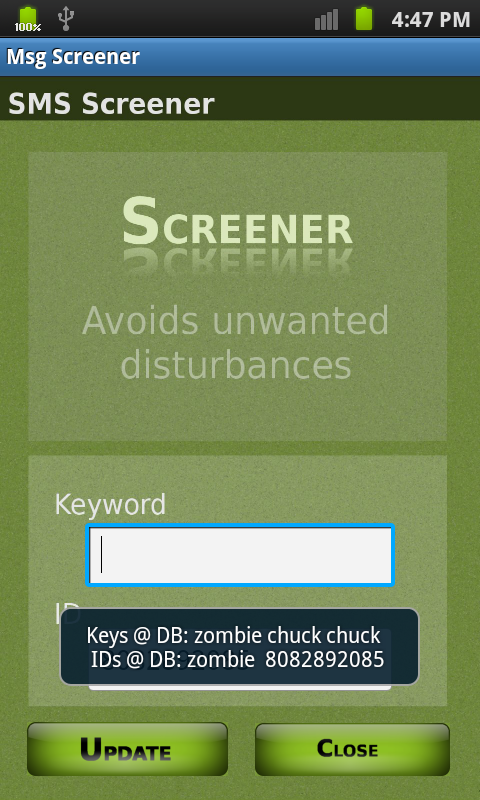 100%
4:47 PM
Msg Screener
SMS Screener
SCREENER
Avoids unwanted
disturbances
Keyword
ID
Keys @ DB: zombie chuck chuck
IDs @ DB: zombie 8082892085
UPDATE
CLOSE